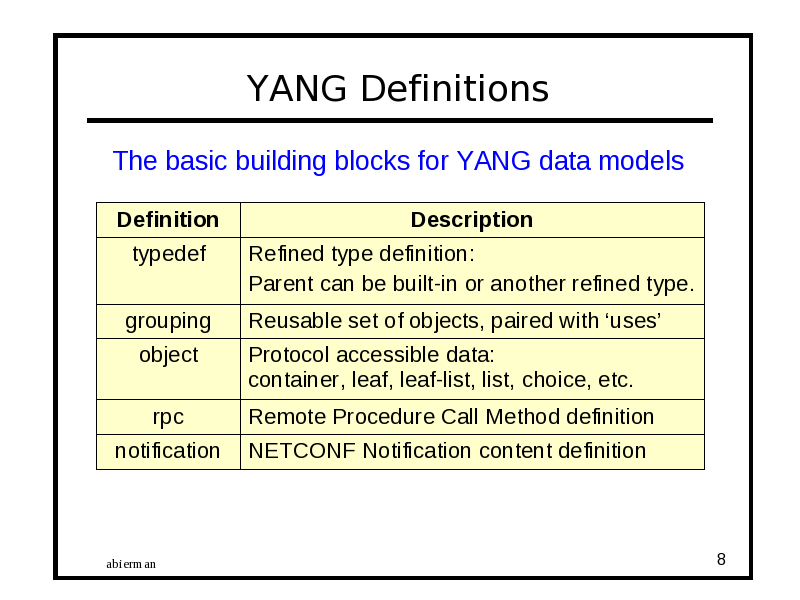 YANG Definitions
The basic building blocks for YANG data models
Definition Description
typedef Refined type definition:
Parent can be built-in or another refined type.
grouping Reusable set of objects, paired with ‘uses’
object Protocol accessible data:
container, leaf, leaf-list, list, choice, etc.
rpc Remote Procedure Call Method definition
notification NETCONF Notification content definition
abierman
8